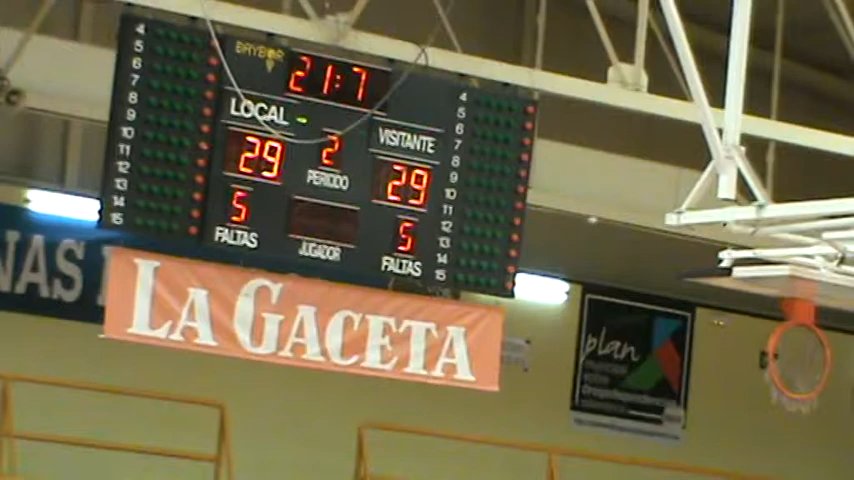 DRYBOR
21:7
LOCAL
VISITANTE
29 2 29
PERIODO
5 5
FALTAS JUGADOR FALTAS
4
5
6
7
8
9
10
11
12
13
14
15
4
5
6
7
8
9
10
11
12
13
14
15
NAS
LA GACETA
plan